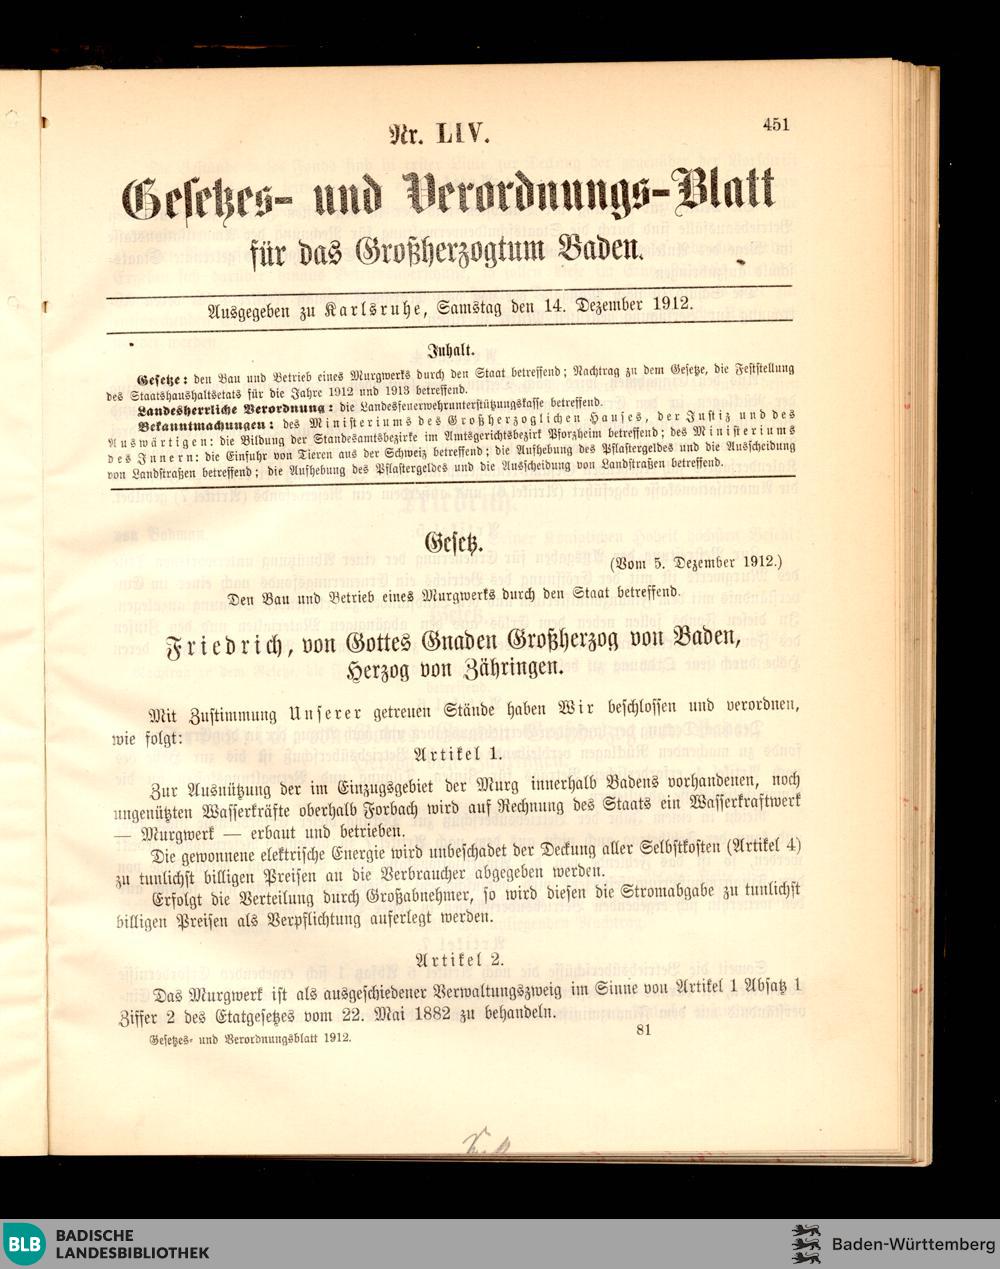 Nr. LIV.
451
Gesetzes- und Verordnungs-Blatt
für das Großherzogtum Baden.
Ausgegeben zu Karlsruhe, Samstag den 14. Dezember 1912.
Inhalt.
Gesetze: den Bau und Betrieb eines Murgwerks durch den Staat betreffend; Nachtrag zu dem Gesetze, die Feststellung
des Staatshaushaltsetats für die Jahre 1912 und 1913 betreffend.
Landesherrliche Verordnung: die Landesfeuerwehrunterstützungskasse betreffend.
Bekanntmachungen: des Ministeriums des Großherzoglichen Hauses, der Justiz und des
Auswärtigen: die Bildung der Standesamtsbezirke im Amtsgerichtsbezirk Pforzheim betreffend; des Ministeriums
des Innern: die Einfuhr von Tieren aus der Schweiz betreffend; die Aufhebung des Pflastergeldes und die Ausscheidung
von Landstraßen betreffend; die Aufhebung des Pflastergeldes und die Ausscheidung von Landstraßen betreffend.
Gesetz.
(Vom 5. Dezember 1912.)
Den Bau und Betrieb eines Murgwerks durch den Staat betreffend.
Friedrich, von Gottes Gnaden Großherzog von Baden,
Herzog von Zähringen.
Mit Zustimmung Unserer getreuen Stände haben Wir beschlossen und verordnen,
wie folgt:
Artikel 1.
Zur Ausnützung der im Einzugsgebiet der Murg innerhalb Badens vorhandenen, noch
ungenützten Wasserkräfte oberhalb Forbach wird auf Rechnung des Staats ein Wasserkraftwerk
— Murgwerk — erbaut und betrieben.
Die gewonnene elektrische Energie wird unbeschadet der Deckung aller Selbstkosten (Artikel 4)
zu tunlichst billigen Preisen an die Verbraucher abgegeben werden.
Erfolgt die Verteilung durch Großabnehmer, so wird diesen die Stromabgabe zu tunlichst
billigen Preisen als Verpflichtung auferlegt werden.
Artikel 2.
Das Murgwerk ist als ausgeschiedener Verwaltungszweig im Sinne von Artikel 1 Absatz 1
Ziffer 2 des Etatgesetzes vom 22. Mai 1882 zu behandeln.
Gesetzes- und Verordnungsblatt 1912.
81
BLB
BADISCHE
LANDESBIBLIOTHEK
Baden-Württemberg